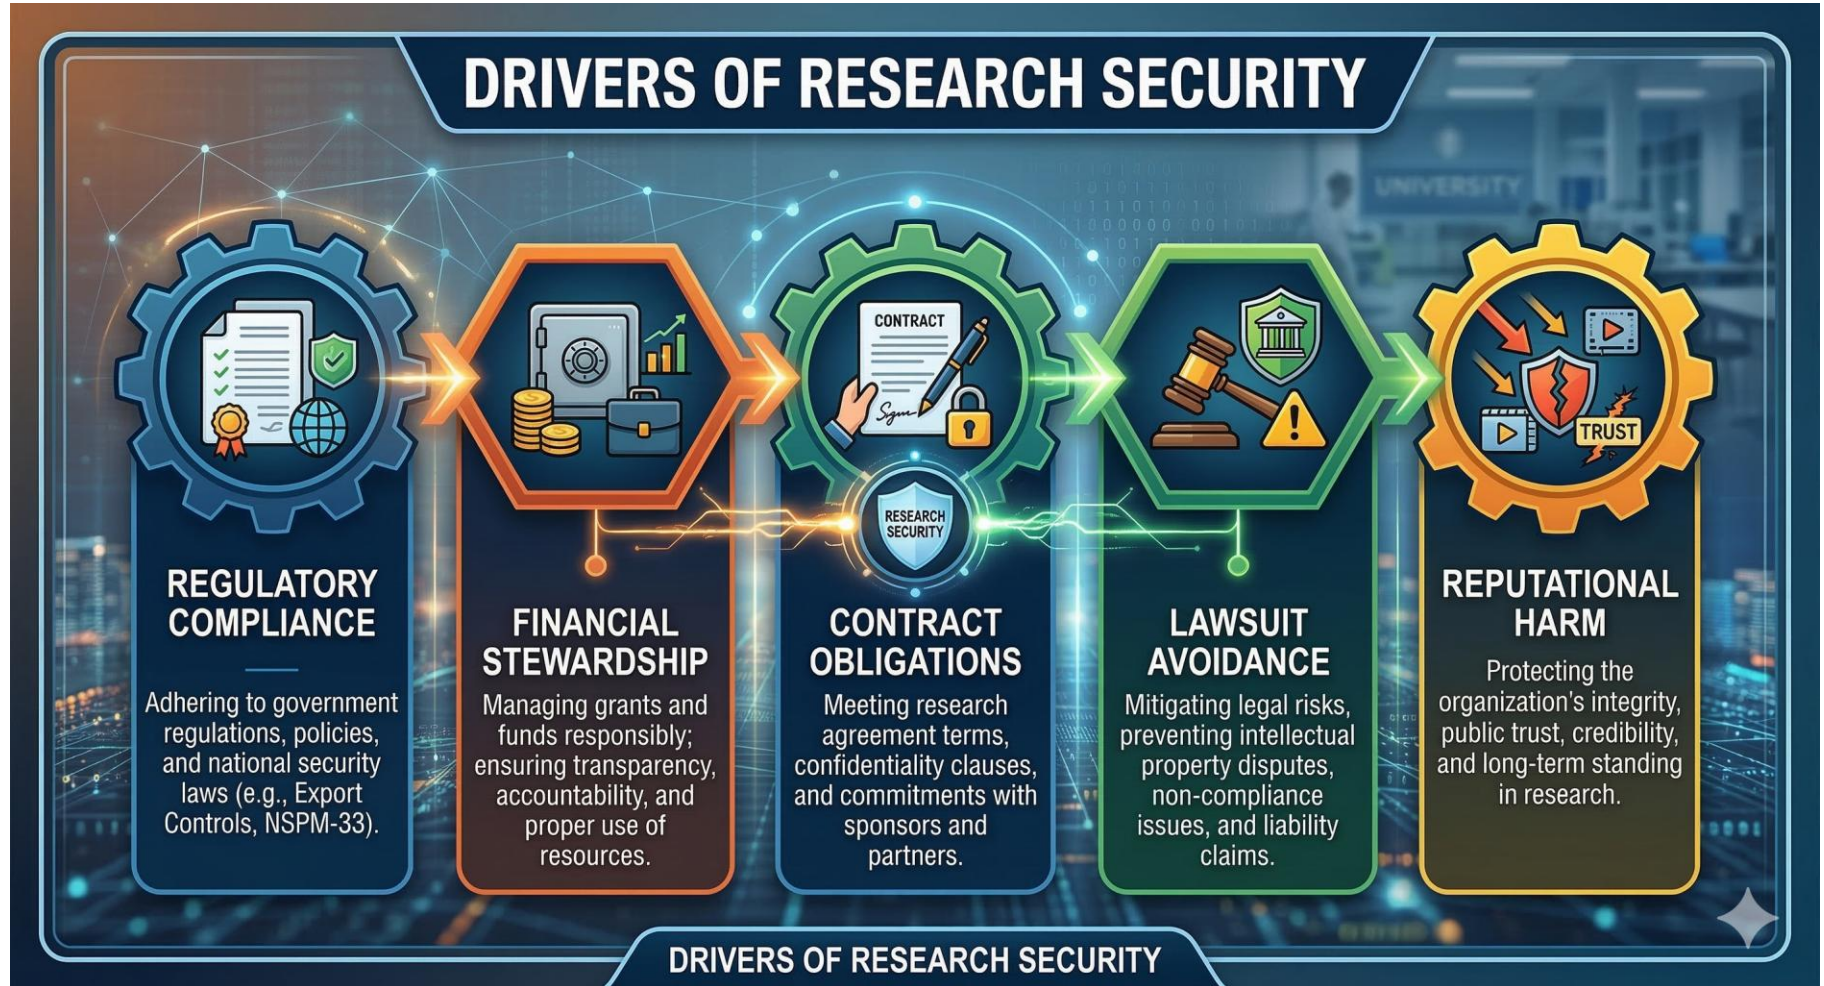 DRIVERS OF RESEARCH SECURITY
UNIVERSITY
CONTRACT
TRUST
RESEARCH
SECURITY
REGULATORY
COMPLIANCE
Adhering to government
regulations, policies,
and national security
laws (e.g., Export
Controls, NSPM-33).
FINANCIAL
STEWARDSHIP
Managing grants and
funds responsibly;
ensuring transparency,
accountability, and
proper use of
resources.
CONTRACT
OBLIGATIONS
Meeting research
agreement terms,
confidentiality clauses,
and commitments with
sponsors and
partners.
LAWSUIT
AVOIDANCE
Mitigating legal risks,
preventing intellectual
property disputes,
non-compliance
issues, and liability
claims.
REPUTATIONAL
HARM
Protecting the
organization's integrity,
public trust, credibility,
and long-term standing
in research.
DRIVERS OF RESEARCH SECURITY